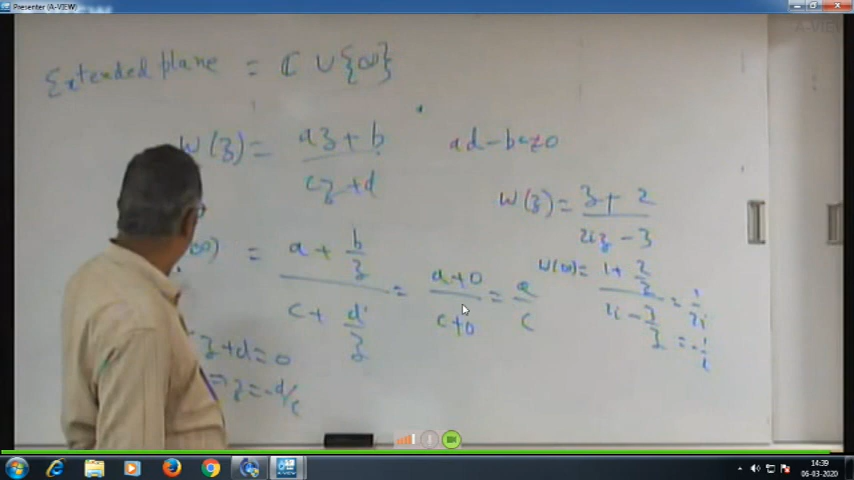 Presenter (A-VIEW)
A-VIEW
Extended plane = ℂ ∪ {∞}
W(z) = (az + b)/(cz + d)
ad - bc ≠ 0
W(z) = (z + 2)/(2iz - 3)
∞) = (a + b/z)/(c + d/z) = (a + 0)/(c + 0) = a/c
W(∞) = (1 + 2/z)/(2i - 3/z) = 1/2i
z + d = 0
⇒ z = -d/c
14:39
06-03-2020